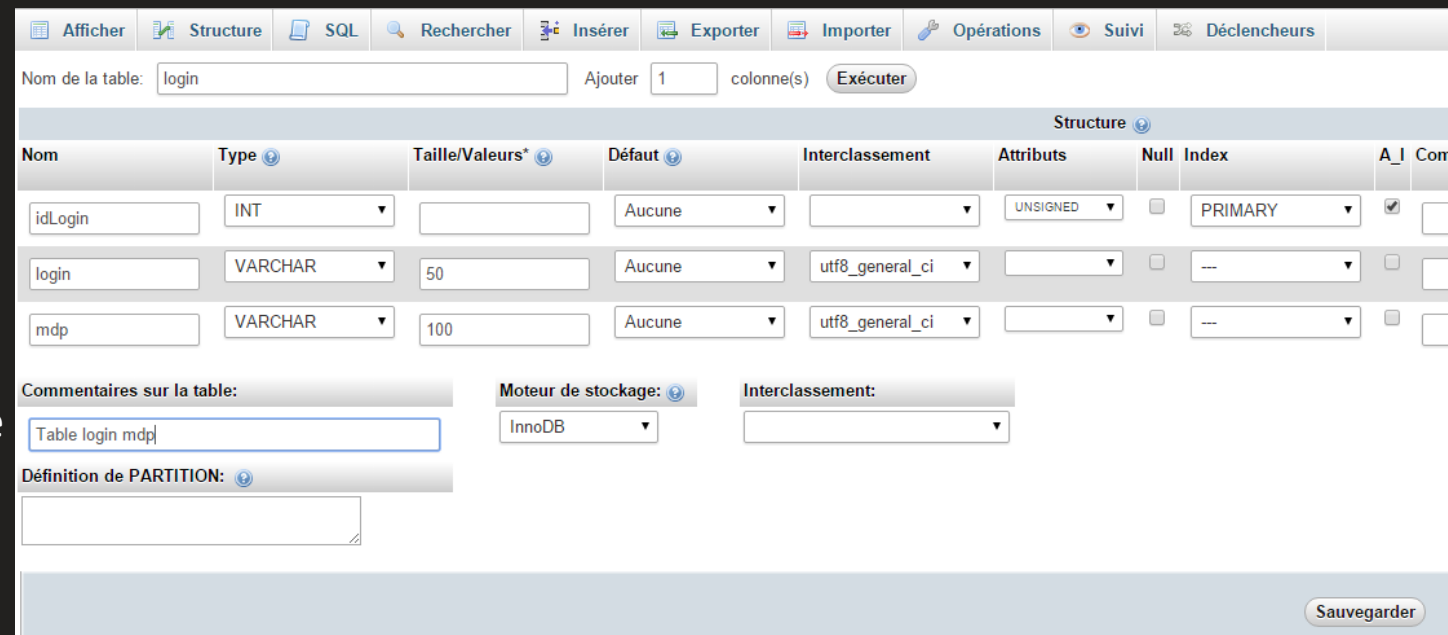 Afficher Structure SQL Rechercher Insérer Exporter Importer Opérations Suivi Déclencheurs
Nom de la table: login Ajouter 1 colonne(s) Exécuter
Structure
Nom Type Taille/Valeurs* Défaut Interclassement Attributs Null Index A_I Com
idLogin INT Aucune UNSIGNED PRIMARY
login VARCHAR 50 Aucune utf8_general_ci ---
mdp VARCHAR 100 Aucune utf8_general_ci ---
Commentaires sur la table: Moteur de stockage: Interclassement:
e Table login mdp InnoDB
Définition de PARTITION:
Sauvegarder